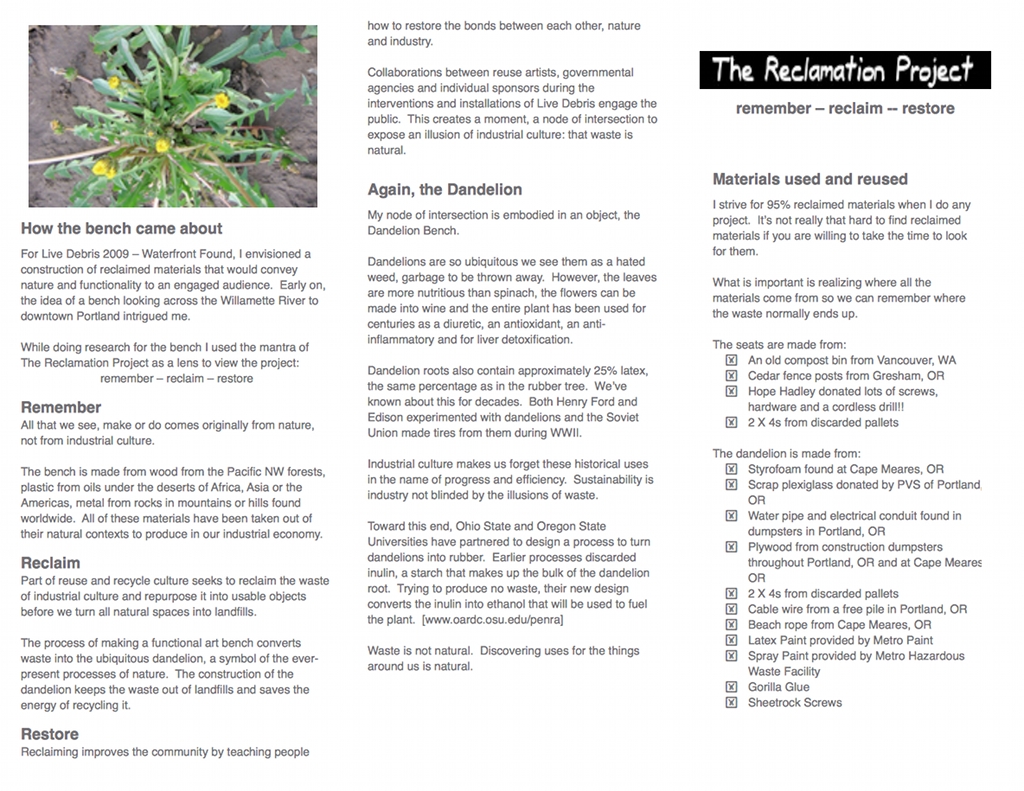 How the bench came about
For Live Debris 2009 – Waterfront Found, I envisioned a
construction of reclaimed materials that would convey
nature and functionality to an engaged audience.  Early on,
the idea of a bench looking across the Willamette River to
downtown Portland intrigued me.
While doing research for the bench I used the mantra of
The Reclamation Project as a lens to view the project:
remember – reclaim – restore
Remember
All that we see, make or do comes originally from nature,
not from industrial culture.
The bench is made from wood from the Pacific NW forests,
plastic from oils under the deserts of Africa, Asia or the
Americas, metal from rocks in mountains or hills found
worldwide.  All of these materials have been taken out of
their natural contexts to produce in our industrial economy.
Reclaim
Part of reuse and recycle culture seeks to reclaim the waste
of industrial culture and repurpose it into usable objects
before we turn all natural spaces into landfills.
The process of making a functional art bench converts
waste into the ubiquitous dandelion, a symbol of the ever-
present processes of nature.  The construction of the
dandelion keeps the waste out of landfills and saves the
energy of recycling it.
Restore
Reclaiming improves the community by teaching people
how to restore the bonds between each other, nature
and industry.
Collaborations between reuse artists, governmental
agencies and individual sponsors during the
interventions and installations of Live Debris engage the
public.  This creates a moment, a node of intersection to
expose an illusion of industrial culture: that waste is
natural.
Again, the Dandelion
My node of intersection is embodied in an object, the
Dandelion Bench.
Dandelions are so ubiquitous we see them as a hated
weed, garbage to be thrown away.  However, the leaves
are more nutritious than spinach, the flowers can be
made into wine and the entire plant has been used for
centuries as a diuretic, an antioxidant, an anti-
inflammatory and for liver detoxification.
Dandelion roots also contain approximately 25% latex,
the same percentage as in the rubber tree.  We've
known about this for decades.  Both Henry Ford and
Edison experimented with dandelions and the Soviet
Union made tires from them during WWII.
Industrial culture makes us forget these historical uses
in the name of progress and efficiency.  Sustainability is
industry not blinded by the illusions of waste.
Toward this end, Ohio State and Oregon State
Universities have partnered to design a process to turn
dandelions into rubber.  Earlier processes discarded
inulin, a starch that makes up the bulk of the dandelion
root.  Trying to produce no waste, their new design
converts the inulin into ethanol that will be used to fuel
the plant.  [www.oardc.osu.edu/penra]
Waste is not natural.  Discovering uses for the things
around us is natural.
The Reclamation Project
remember – reclaim -- restore
Materials used and reused
I strive for 95% reclaimed materials when I do any
project.  It's not really that hard to find reclaimed
materials if you are willing to take the time to look
for them.
What is important is realizing where all the
materials come from so we can remember where
the waste normally ends up.
The seats are made from:
☒ An old compost bin from Vancouver, WA
☒ Cedar fence posts from Gresham, OR
☒ Hope Hadley donated lots of screws,
hardware and a cordless drill!!
☒ 2 X 4s from discarded pallets
The dandelion is made from:
☒ Styrofoam found at Cape Meares, OR
☒ Scrap plexiglass donated by PVS of Portland,
OR
☒ Water pipe and electrical conduit found in
dumpsters in Portland, OR
☒ Plywood from construction dumpsters
throughout Portland, OR and at Cape Meares
OR
☒ 2 X 4s from discarded pallets
☒ Cable wire from a free pile in Portland, OR
☒ Beach rope from Cape Meares, OR
☒ Latex Paint provided by Metro Paint
☒ Spray Paint provided by Metro Hazardous
Waste Facility
☒ Gorilla Glue
☒ Sheetrock Screws